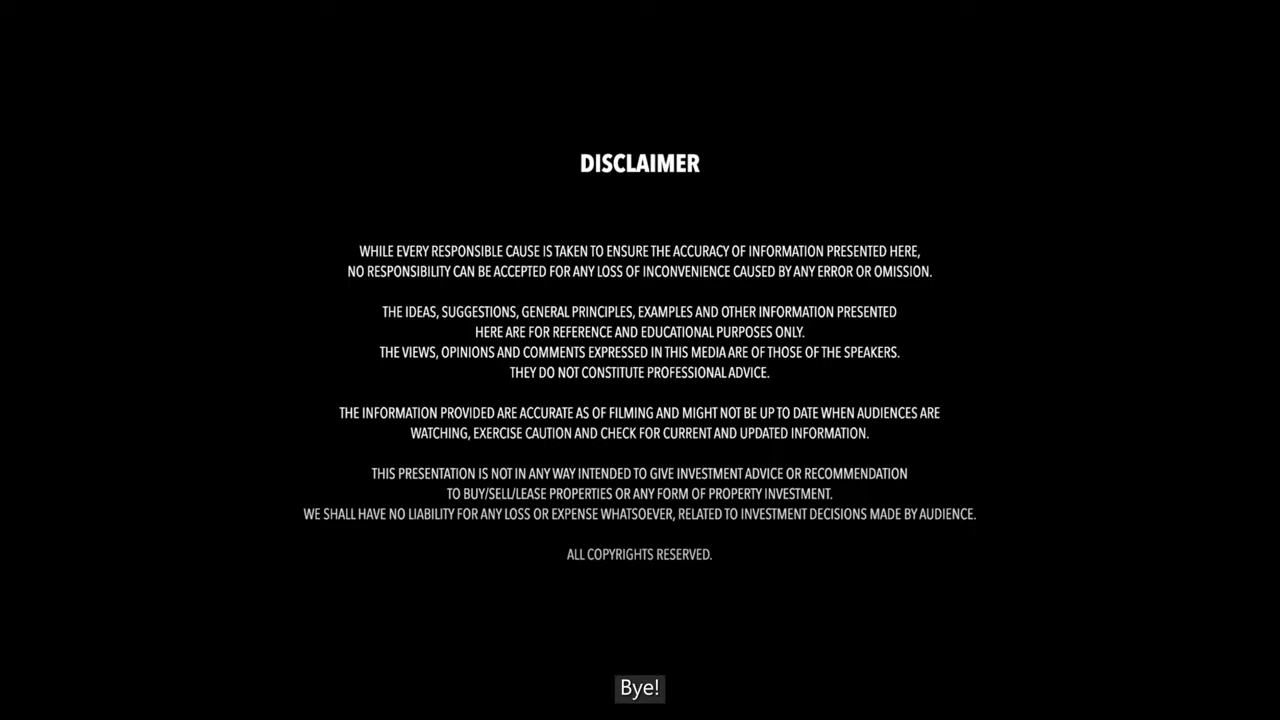 DISCLAIMER
WHILE EVERY RESPONSIBLE CAUSE IS TAKEN TO ENSURE THE ACCURACY OF INFORMATION PRESENTED HERE,
NO RESPONSIBILITY CAN BE ACCEPTED FOR ANY LOSS OF INCONVENIENCE CAUSED BY ANY ERROR OR OMISSION.
THE IDEAS, SUGGESTIONS, GENERAL PRINCIPLES, EXAMPLES AND OTHER INFORMATION PRESENTED
HERE ARE FOR REFERENCE AND EDUCATIONAL PURPOSES ONLY.
THE VIEWS, OPINIONS AND COMMENTS EXPRESSED IN THIS MEDIA ARE OF THOSE OF THE SPEAKERS.
THEY DO NOT CONSTITUTE PROFESSIONAL ADVICE.
THE INFORMATION PROVIDED ARE ACCURATE AS OF FILMING AND MIGHT NOT BE UP TO DATE WHEN AUDIENCES ARE
WATCHING, EXERCISE CAUTION AND CHECK FOR CURRENT AND UPDATED INFORMATION.
THIS PRESENTATION IS NOT IN ANY WAY INTENDED TO GIVE INVESTMENT ADVICE OR RECOMMENDATION
TO BUY/SELL/LEASE PROPERTIES OR ANY FORM OF PROPERTY INVESTMENT.
WE SHALL HAVE NO LIABILITY FOR ANY LOSS OR EXPENSE WHATSOEVER, RELATED TO INVESTMENT DECISIONS MADE BY AUDIENCE.
ALL COPYRIGHTS RESERVED.
Bye!